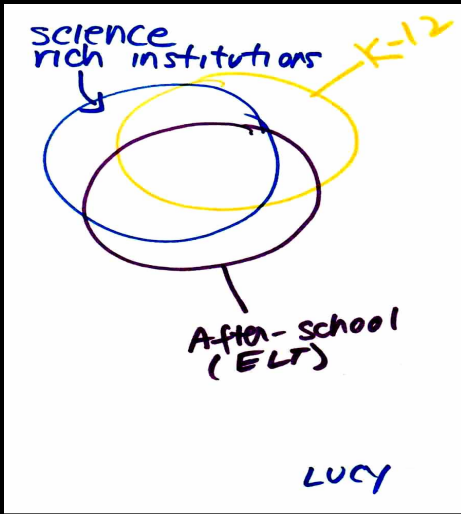 science
rich institutions
K-12
After-school
(ELT)
LUCY